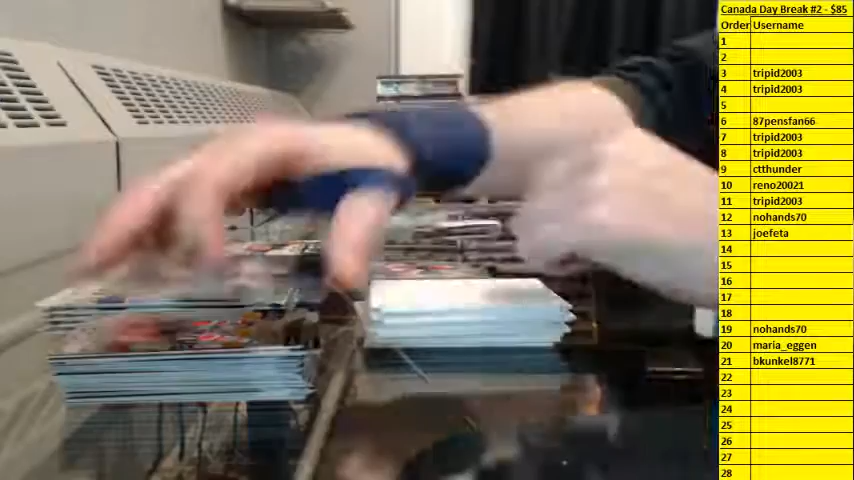 Canada Day Break #2 - $85
Order Username
1
2
3 tripid2003
4 tripid2003
5
6 87pensfan66
7 tripid2003
8 tripid2003
9 ctthunder
10 reno20021
11 tripid2003
12 nohands70
13 joefeta
14
15
16
17
18
19 nohands70
20 maria_eggen
21 bkunkel8771
22
23
24
25
26
27
28